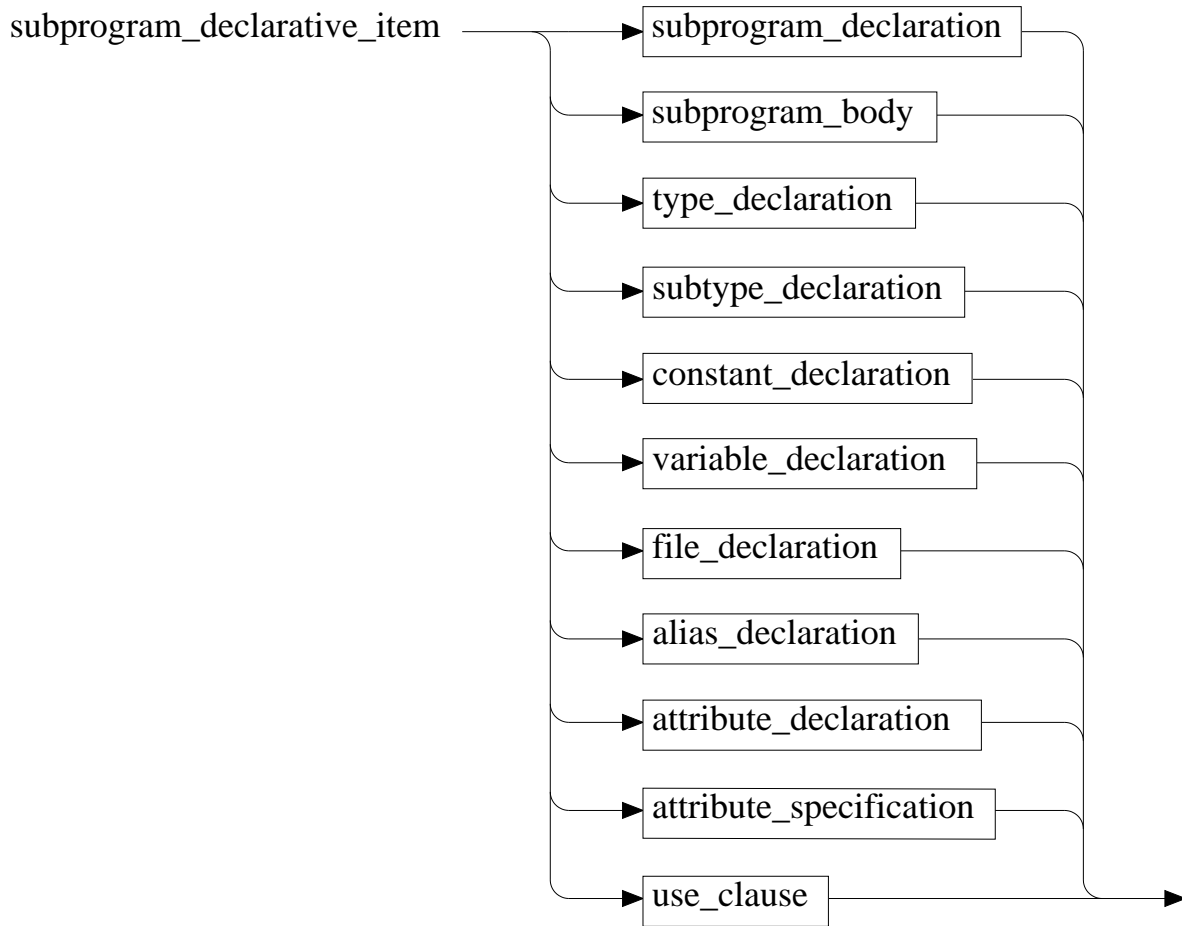 subprogram_declarative_item subprogram_declaration
subprogram_body
type_declaration
subtype_declaration
constant_declaration
variable_declaration
file_declaration
alias_declaration
attribute_declaration
attribute_specification
use_clause